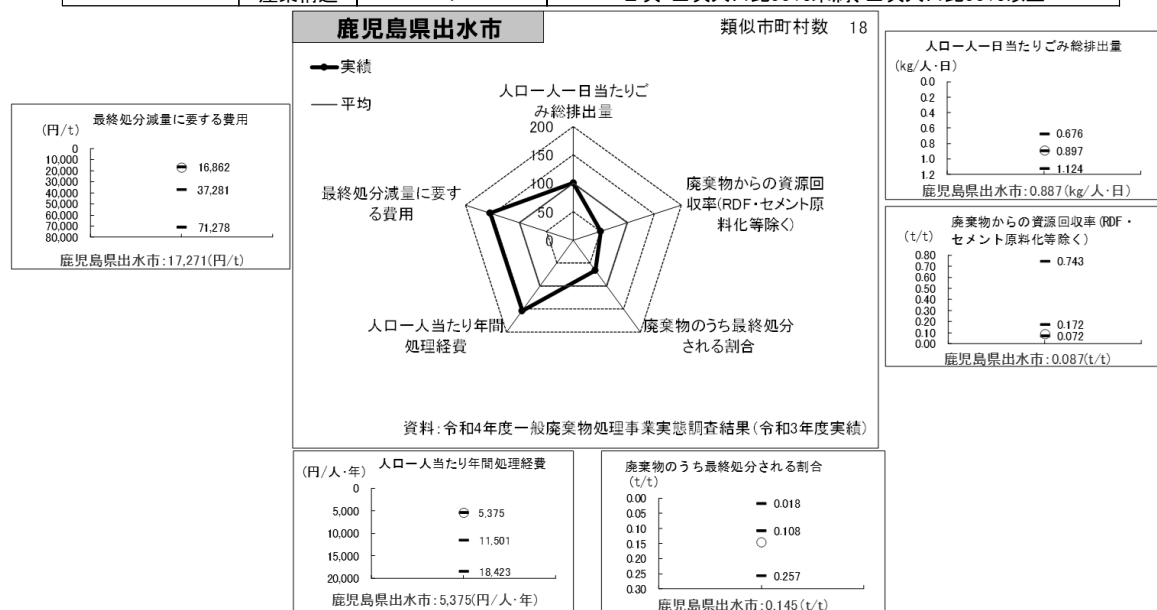 産業構造
鹿児島県出水市
類似市町村数 18
実績
平均
人口一人一日当たりご
み総排出量
廃棄物からの資源回
収率(RDF・セメント原
料化等除く)
廃棄物のうち最終処分
される割合
人口一人当たり年間
処理経費
最終処分減量に要す
る費用
200
150
100
50
0
資料:令和4年度一般廃棄物処理事業実態調査結果(令和3年度実績)
最終処分減量に要する費用
(円/t)
0
10,000
20,000
30,000
40,000
50,000
60,000
70,000
80,000
16,862
37,281
71,278
鹿児島県出水市:17,271(円/t)
人口一人一日当たりごみ総排出量
(kg/人・日)
0.0
0.2
0.4
0.6
0.8
1.0
1.2
0.676
0.897
1.124
鹿児島県出水市:0.887(kg/人・日)
廃棄物からの資源回収率(RDF・
セメント原料化等除く)
(t/t)
0.80
0.70
0.60
0.50
0.40
0.30
0.20
0.10
0.00
0.743
0.172
0.072
鹿児島県出水市:0.087(t/t)
人口一人当たり年間処理経費
(円/人・年)
0
5,000
10,000
15,000
20,000
5,375
11,501
18,423
鹿児島県出水市:5,375(円/人・年)
廃棄物のうち最終処分される割合
(t/t)
0.00
0.05
0.10
0.15
0.20
0.25
0.30
0.018
0.108
0.257
鹿児島県出水市:0.145(t/t)